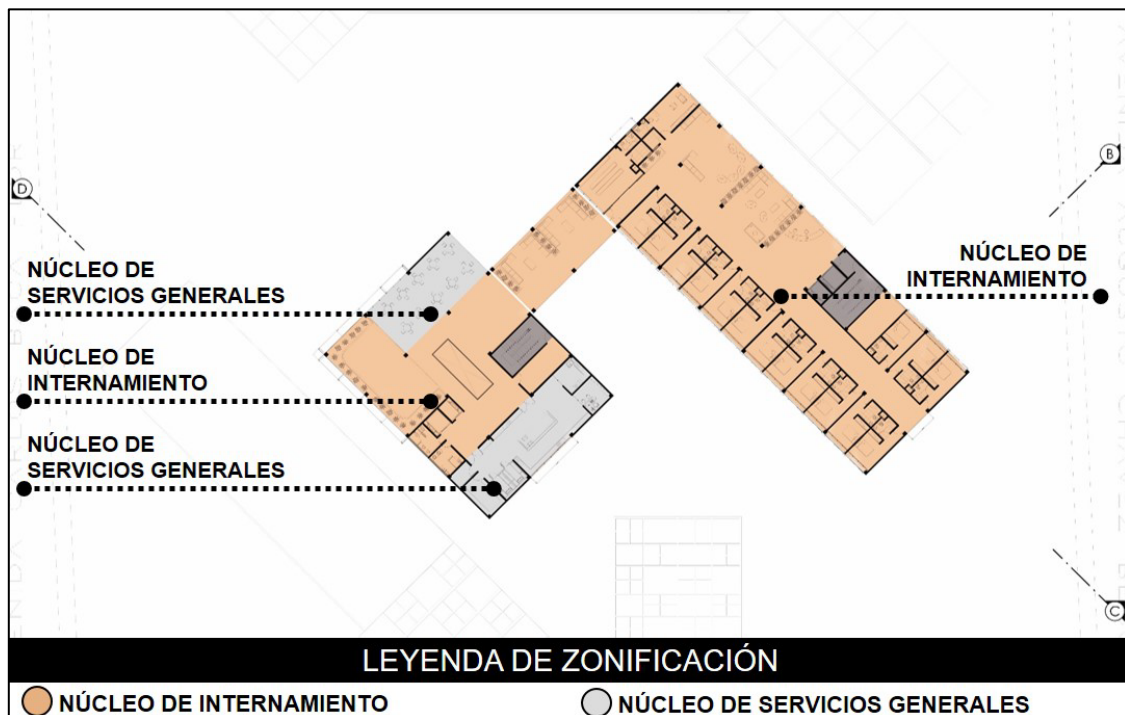 D
B
NÚCLEO DE
SERVICIOS GENERALES
NÚCLEO DE
INTERNAMIENTO
NÚCLEO DE
INTERNAMIENTO
NÚCLEO DE
SERVICIOS GENERALES
C
LEYENDA DE ZONIFICACIÓN
NÚCLEO DE INTERNAMIENTO
NÚCLEO DE SERVICIOS GENERALES